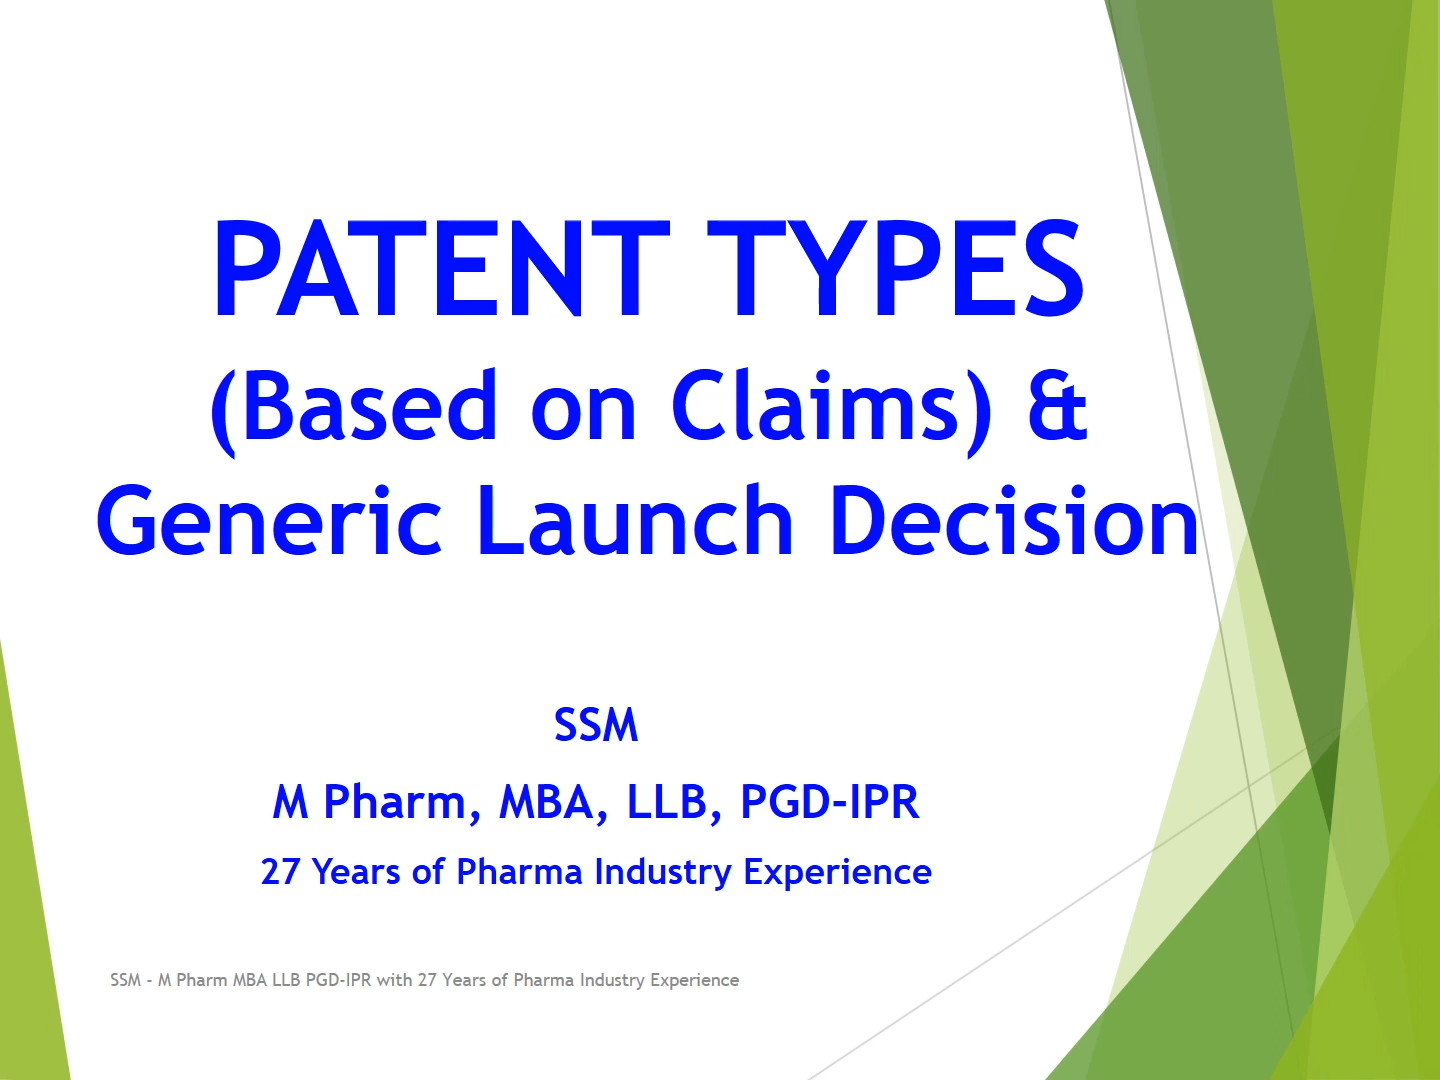 PATENT TYPES
(Based on Claims) &
Generic Launch Decision
SSM
M Pharm, MBA, LLB, PGD-IPR
27 Years of Pharma Industry Experience
SSM - M Pharm MBA LLB PGD-IPR with 27 Years of Pharma Industry Experience